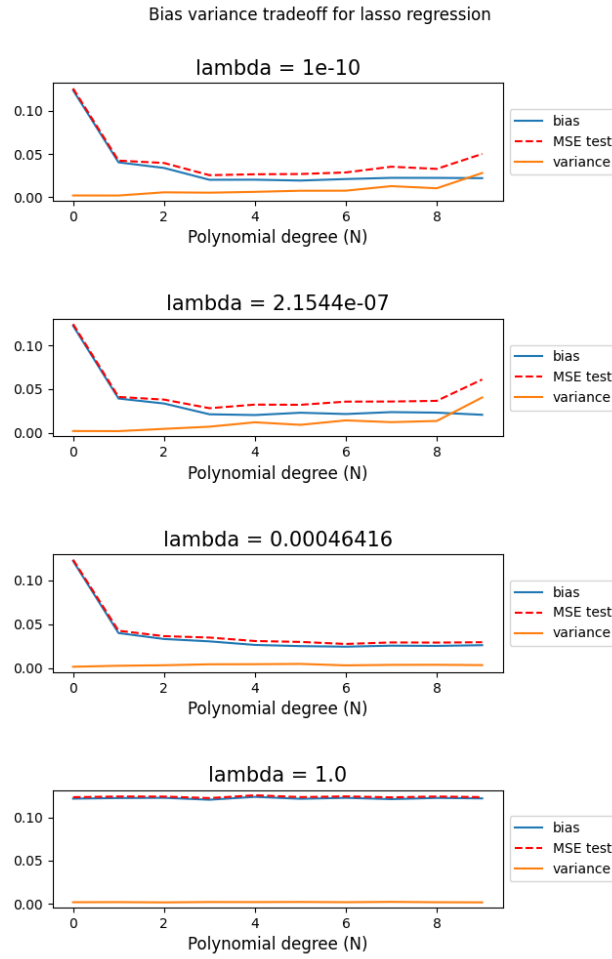 Bias variance tradeoff for lasso regression
lambda = 1e-10
0.10
0.05
0.00
0 2 4 6 8
Polynomial degree (N)
bias
MSE test
variance
lambda = 2.1544e-07
0.10
0.05
0.00
0 2 4 6 8
Polynomial degree (N)
bias
MSE test
variance
lambda = 0.00046416
0.10
0.05
0.00
0 2 4 6 8
Polynomial degree (N)
bias
MSE test
variance
lambda = 1.0
0.10
0.05
0.00
0 2 4 6 8
Polynomial degree (N)
bias
MSE test
variance